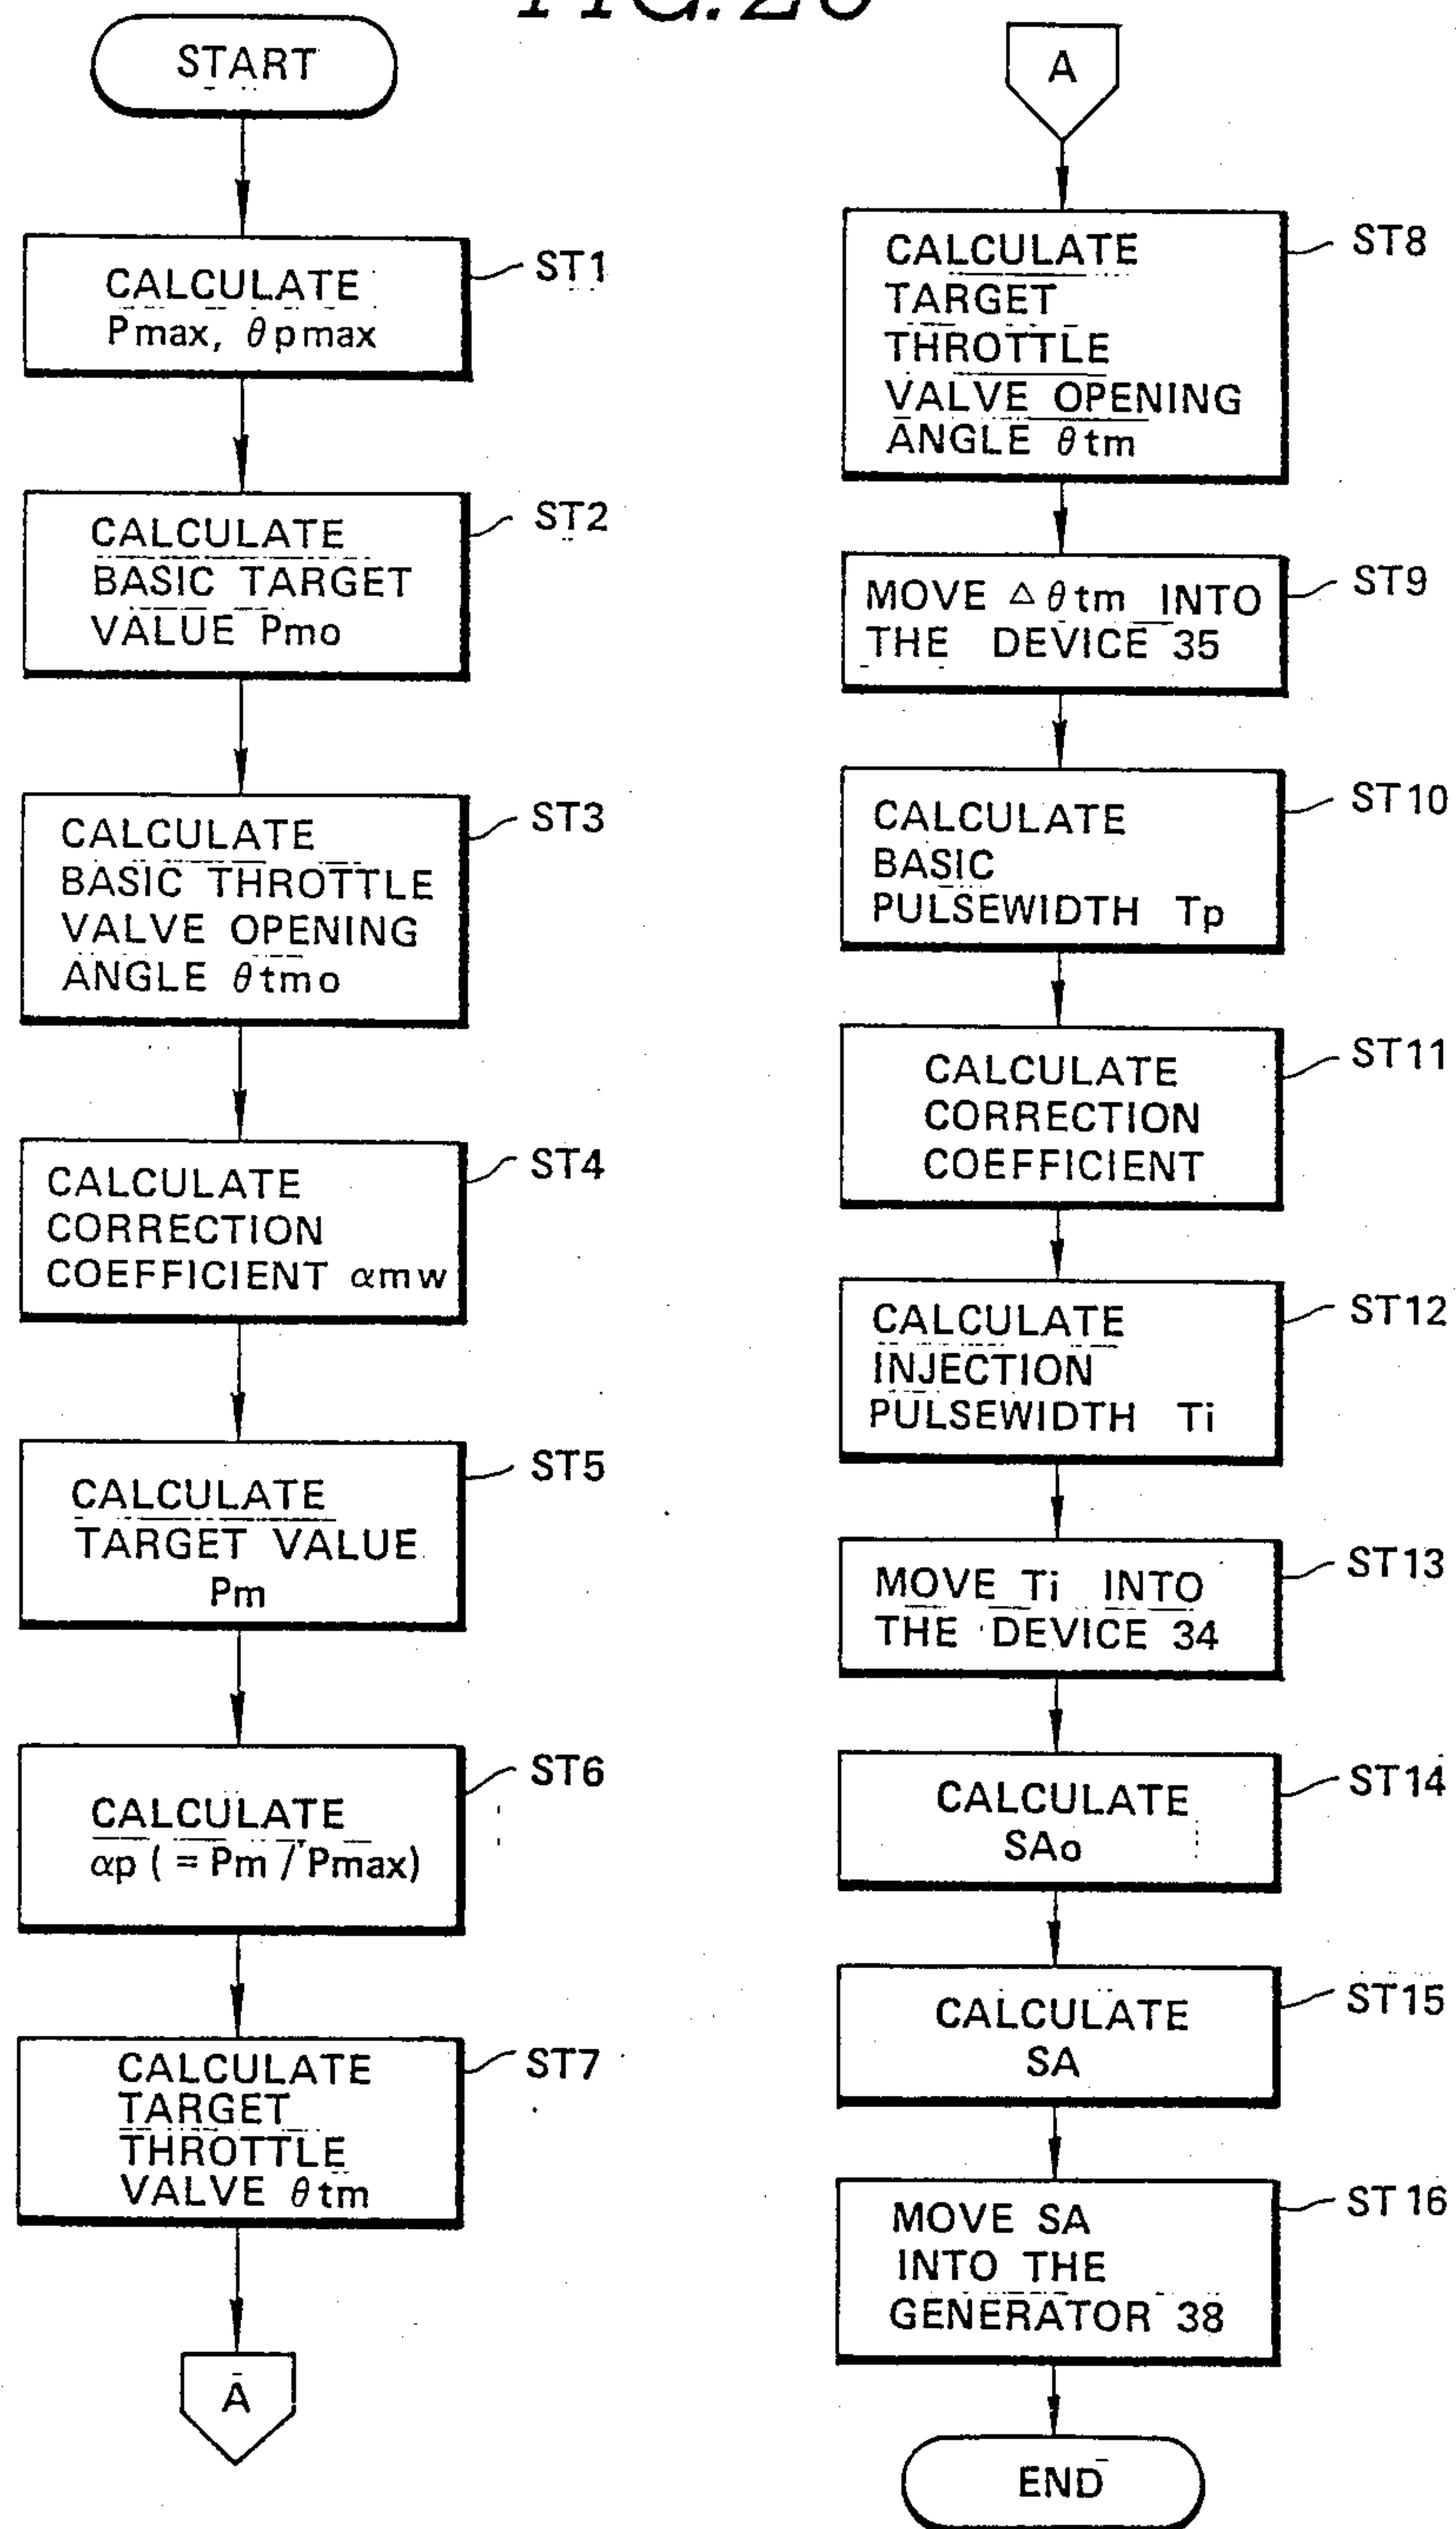 START
CALCULATE
Pmax, θpmax
ST1
CALCULATE
BASIC TARGET
VALUE Pmo
ST2
CALCULATE
BASIC THROTTLE
VALVE OPENING
ANGLE θtmo
ST3
CALCULATE
CORRECTION
COEFFICIENT αmw
ST4
CALCULATE
TARGET VALUE
Pm
ST5
CALCULATE
αp (= Pm / Pmax)
ST6
CALCULATE
TARGET
THROTTLE
VALVE θtm
ST7
A
A
CALCULATE
TARGET
THROTTLE
VALVE OPENING
ANGLE θtm
ST8
MOVE △θtm INTO
THE DEVICE 35
ST9
CALCULATE
BASIC
PULSEWIDTH Tp
ST10
CALCULATE
CORRECTION
COEFFICIENT
ST11
CALCULATE
INJECTION
PULSEWIDTH Ti
ST12
MOVE Ti INTO
THE DEVICE 34
ST13
CALCULATE
SAo
ST14
CALCULATE
SA
ST15
MOVE SA
INTO THE
GENERATOR 38
ST16
END